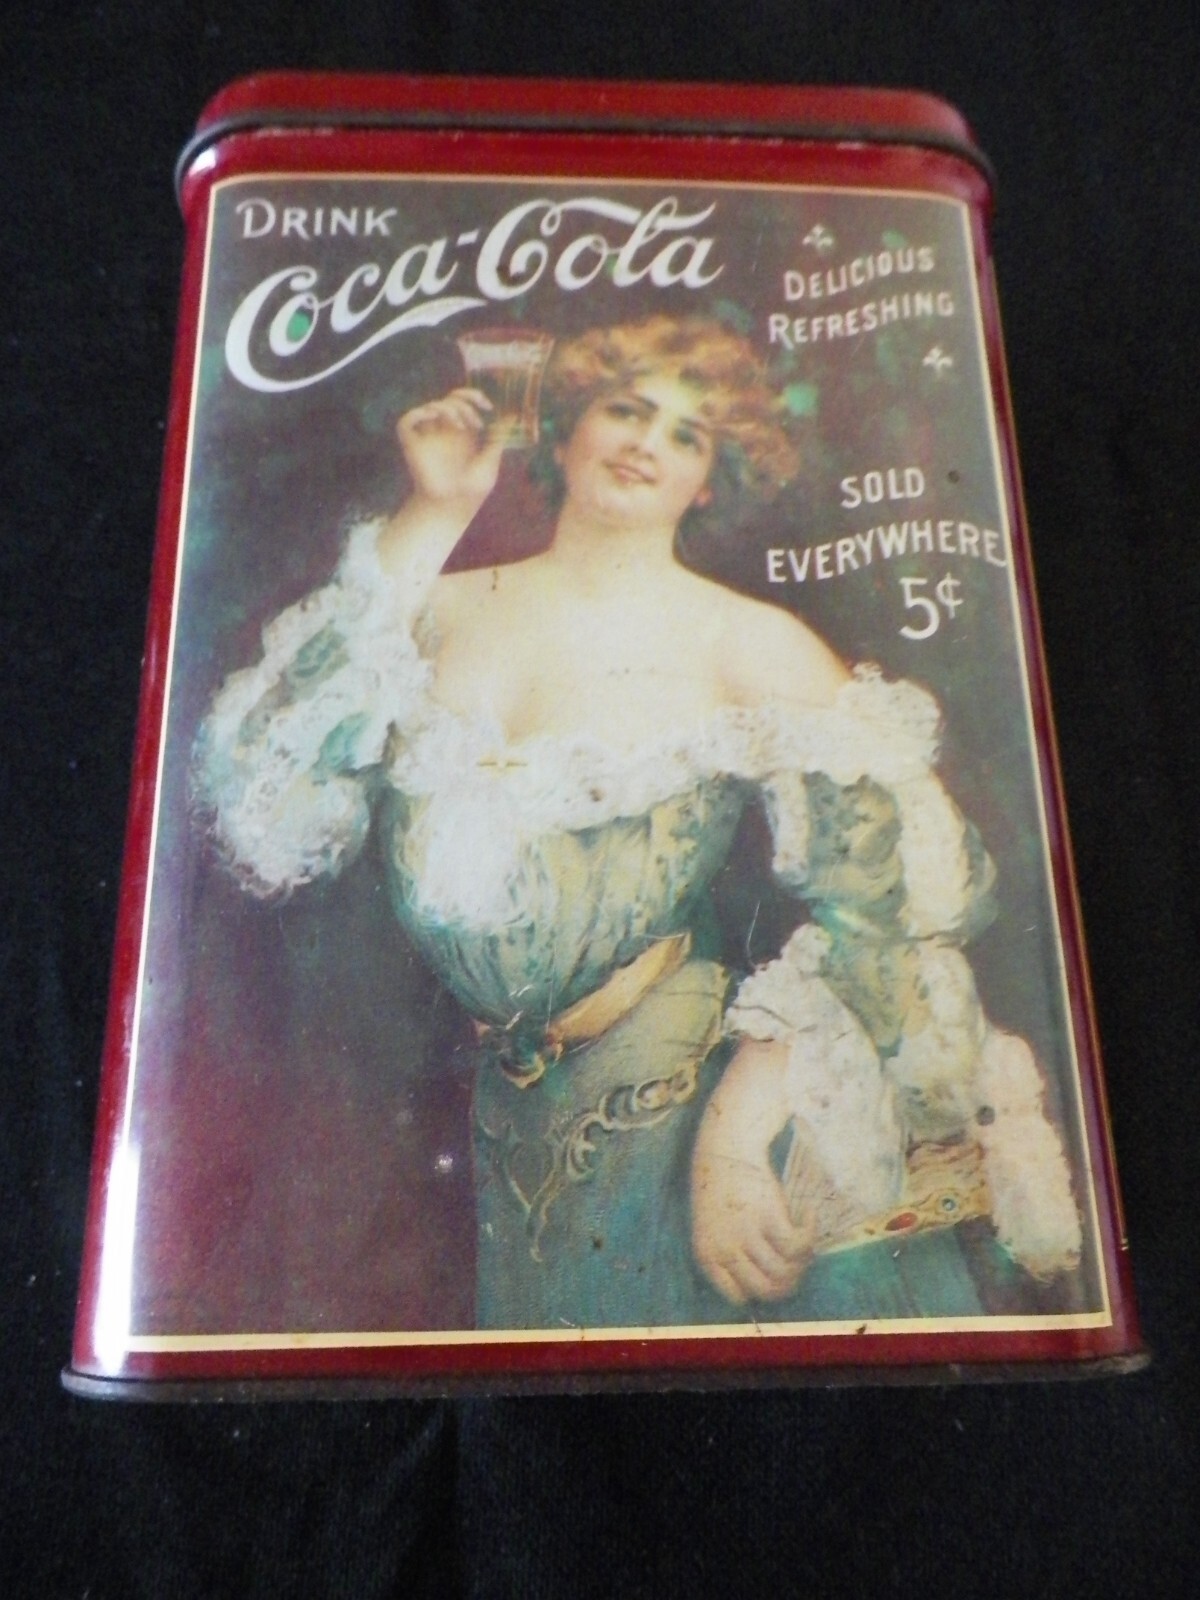 DRINK
Coca-Cola
DELICIOUS
REFRESHING
SOLD
EVERYWHERE
5¢